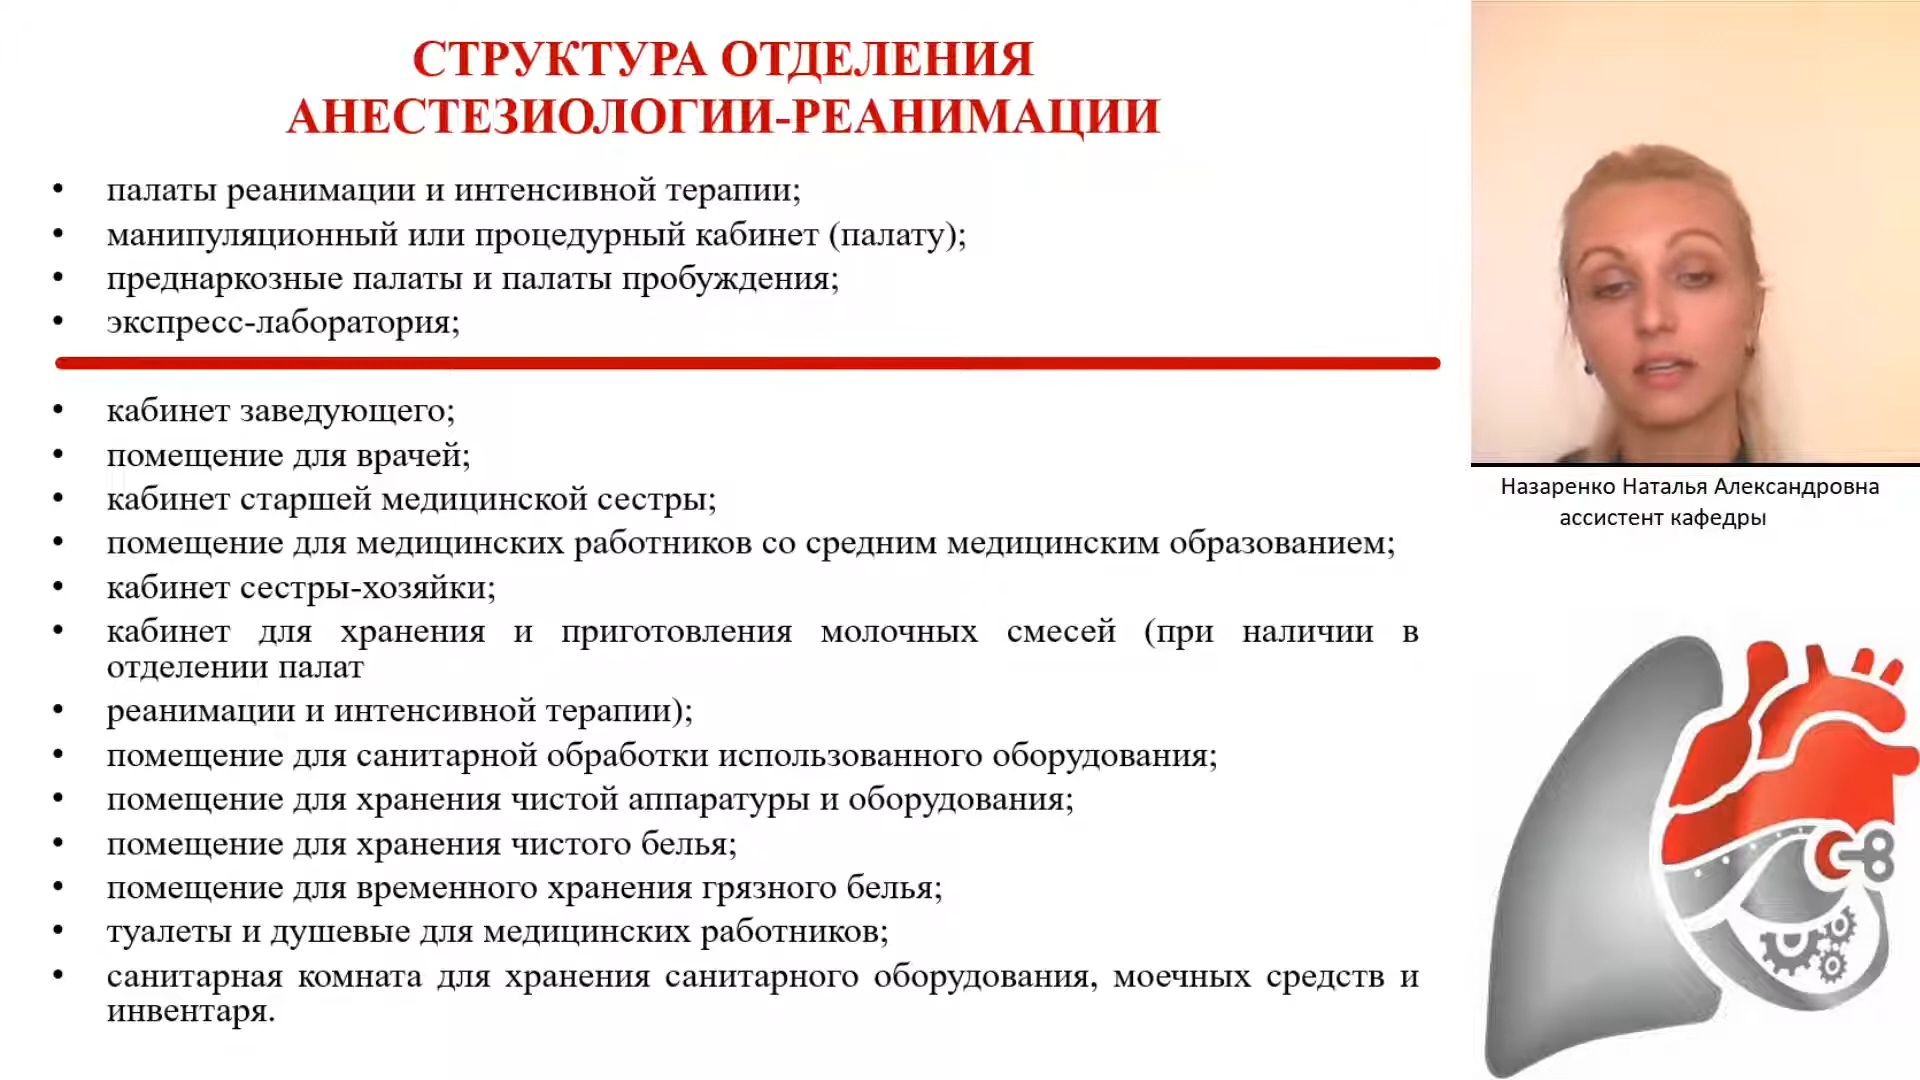 СТРУКТУРА ОТДЕЛЕНИЯ
АНЕСТЕЗИОЛОГИИ-РЕАНИМАЦИИ
• палаты реанимации и интенсивной терапии;
• манипуляционный или процедурный кабинет (палату);
• преднаркозные палаты и палаты пробуждения;
• экспресс-лаборатория;
• кабинет заведующего;
• помещение для врачей;
• кабинет старшей медицинской сестры;
• помещение для медицинских работников со средним медицинским образованием;
• кабинет сестры-хозяйки;
• кабинет для хранения и приготовления молочных смесей (при наличии в
отделении палат
• реанимации и интенсивной терапии);
• помещение для санитарной обработки использованного оборудования;
• помещение для хранения чистой аппаратуры и оборудования;
• помещение для хранения чистого белья;
• помещение для временного хранения грязного белья;
• туалеты и душевые для медицинских работников;
• санитарная комната для хранения санитарного оборудования, моечных средств и
инвентаря.
Назаренко Наталья Александровна
ассистент кафедры